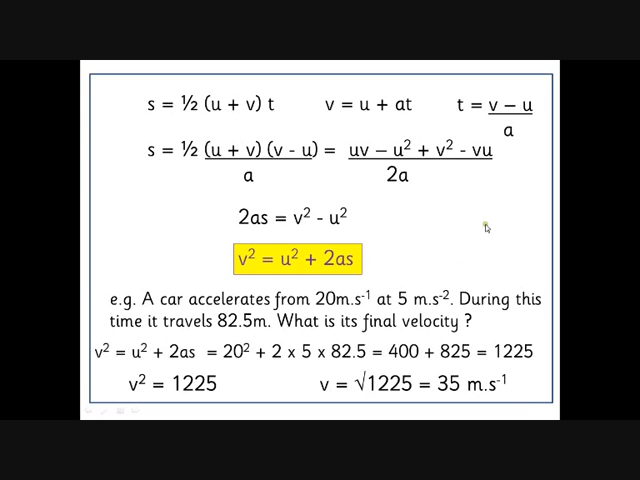 s = ½ (u + v) t v = u + at t = v – u
a
s = ½ (u + v) (v - u) = uv – u² + v² - vu
a 2a
2as = v² - u²
v² = u² + 2as
e.g. A car accelerates from 20m.s⁻¹ at 5 m.s⁻². During this
time it travels 82.5m. What is its final velocity ?
v² = u² + 2as = 20² + 2 x 5 x 82.5 = 400 + 825 = 1225
v² = 1225 v = √1225 = 35 m.s⁻¹